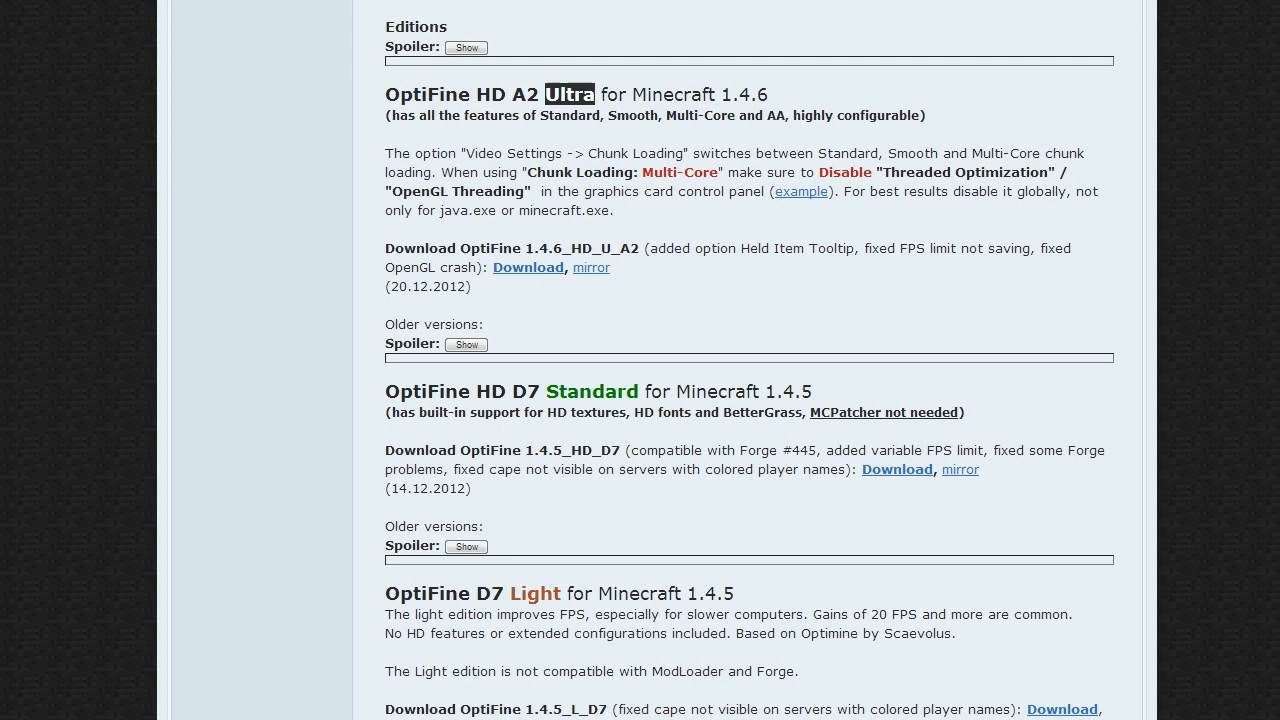 Editions
Spoiler: Show
OptiFine HD A2 Ultra for Minecraft 1.4.6
(has all the features of Standard, Smooth, Multi-Core and AA, highly configurable)
The option "Video Settings -> Chunk Loading" switches between Standard, Smooth and Multi-Core chunk
loading. When using "Chunk Loading: Multi-Core" make sure to Disable "Threaded Optimization" /
"OpenGL Threading" in the graphics card control panel (example). For best results disable it globally, not
only for java.exe or minecraft.exe.
Download OptiFine 1.4.6_HD_U_A2 (added option Held Item Tooltip, fixed FPS limit not saving, fixed
OpenGL crash): Download, mirror
(20.12.2012)
Older versions:
Spoiler: Show
OptiFine HD D7 Standard for Minecraft 1.4.5
(has built-in support for HD textures, HD fonts and BetterGrass, MCPatcher not needed)
Download OptiFine 1.4.5_HD_D7 (compatible with Forge #445, added variable FPS limit, fixed some Forge
problems, fixed cape not visible on servers with colored player names): Download, mirror
(14.12.2012)
Older versions:
Spoiler: Show
OptiFine D7 Light for Minecraft 1.4.5
The light edition improves FPS, especially for slower computers. Gains of 20 FPS and more are common.
No HD features or extended configurations included. Based on Optimine by Scaevolus.
The Light edition is not compatible with ModLoader and Forge.
Download OptiFine 1.4.5_L_D7 (fixed cape not visible on servers with colored player names): Download,